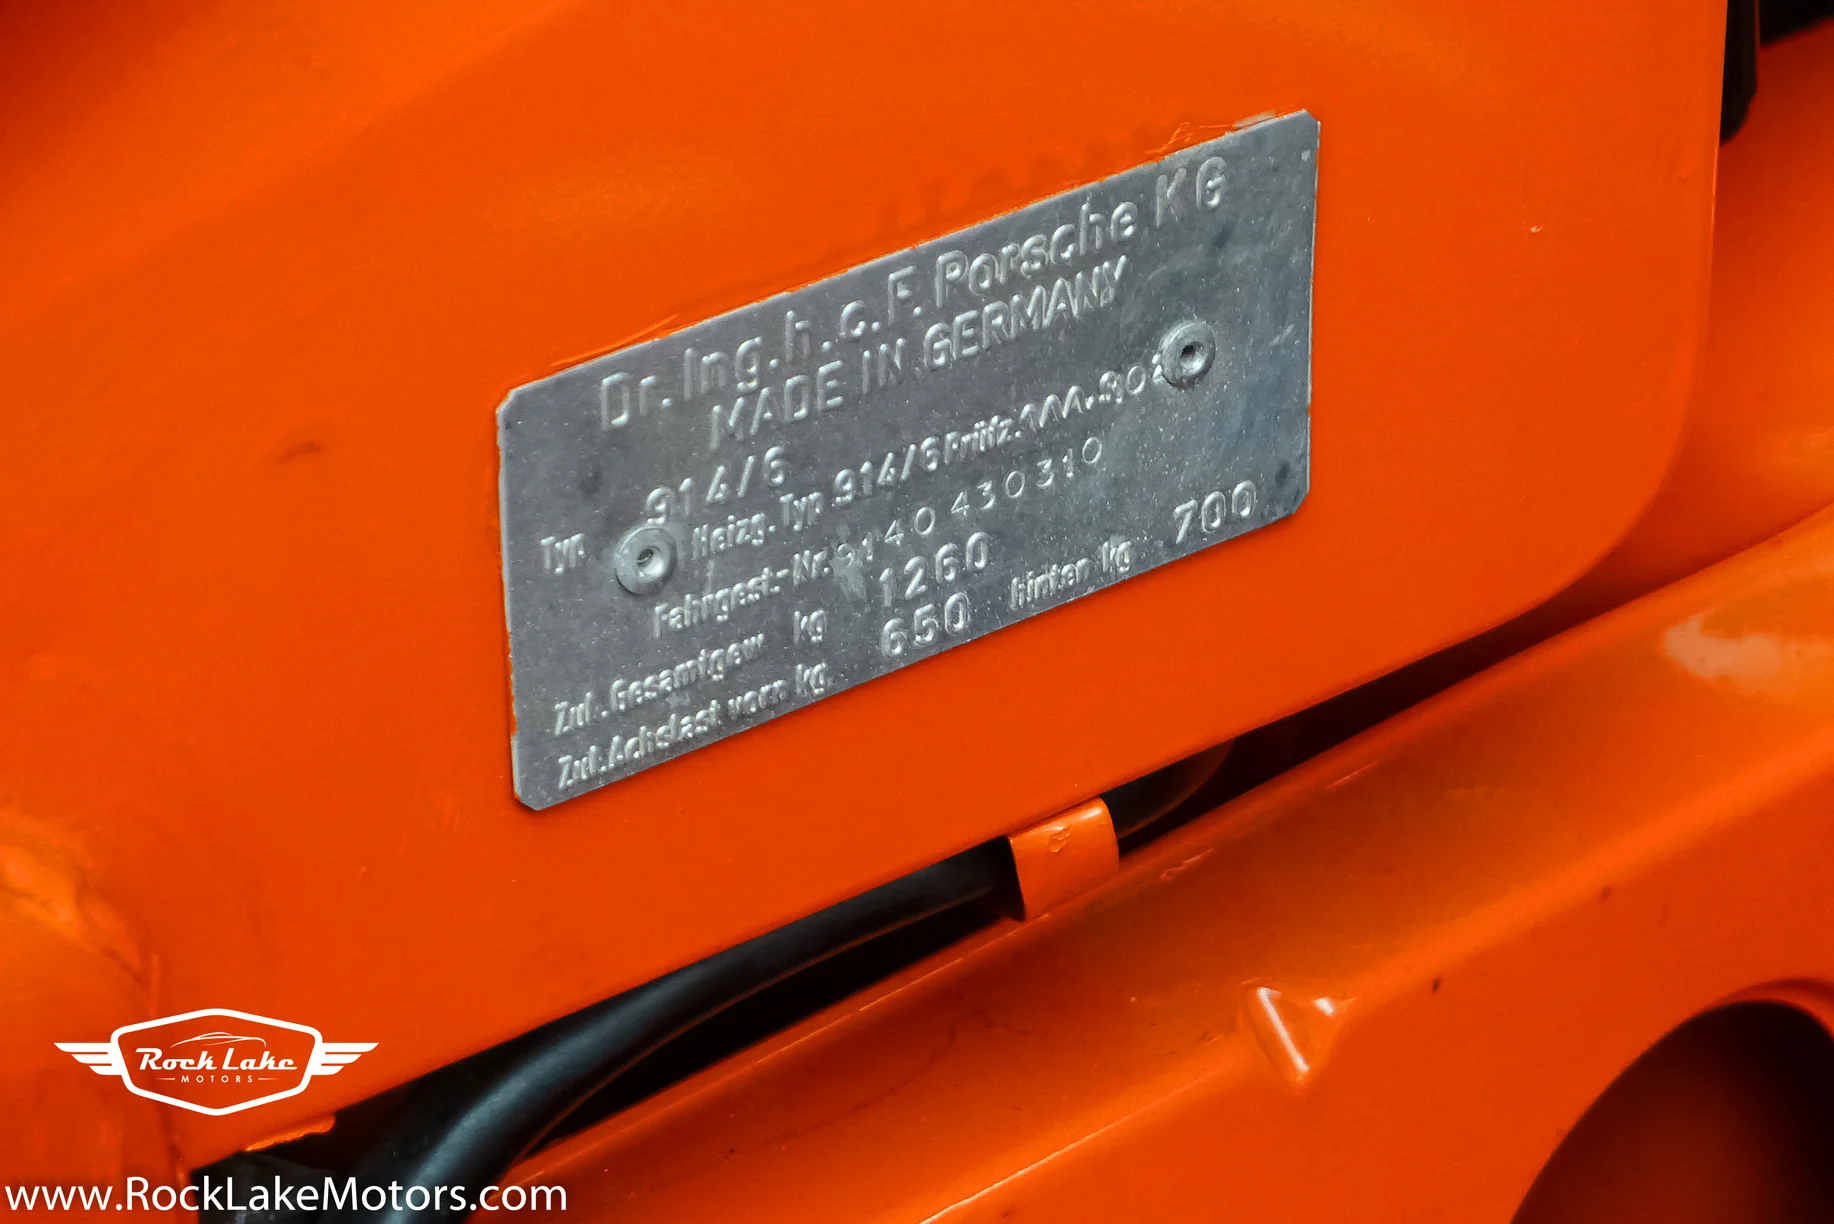 Dr. Ing. h. c. F. Porsche KG
MADE IN GERMANY
Typ 914/6 Heizg. Typ. 914/6 Prüfz.
Fahrgest.-Nr. 9140430310
Zul. Gesamtgew kg 1260
Zul. Achslast vorn kg. 650 hinten kg 700
Rock Lake
MOTORS
www.RockLakeMotors.com